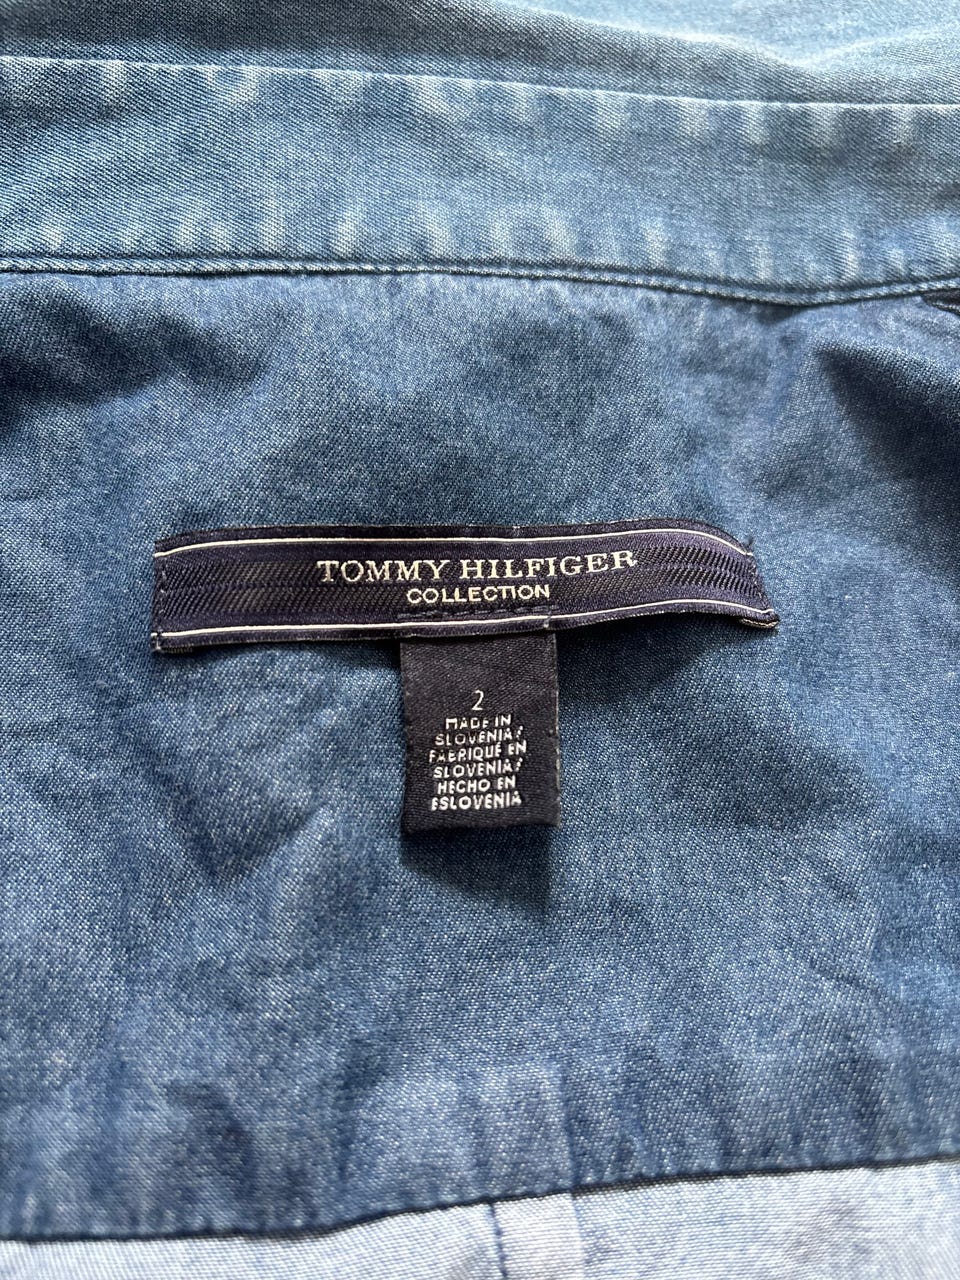 TOMMY HILFIGER
COLLECTION
2
MADE IN
SLOVENIA/
FABRIQUÉ EN
SLOVENIA/
HECHO EN
ESLOVENIA